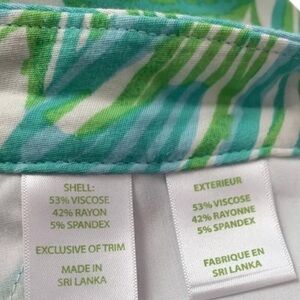 SHELL:
53% VISCOSE
42% RAYON
5% SPANDEX
EXCLUSIVE OF TRIM
MADE IN
SRI LANKA
EXTERIEUR
53% VISCOSE
42% RAYONNE
5% SPANDEX
FABRIQUE EN
SRI LANKA